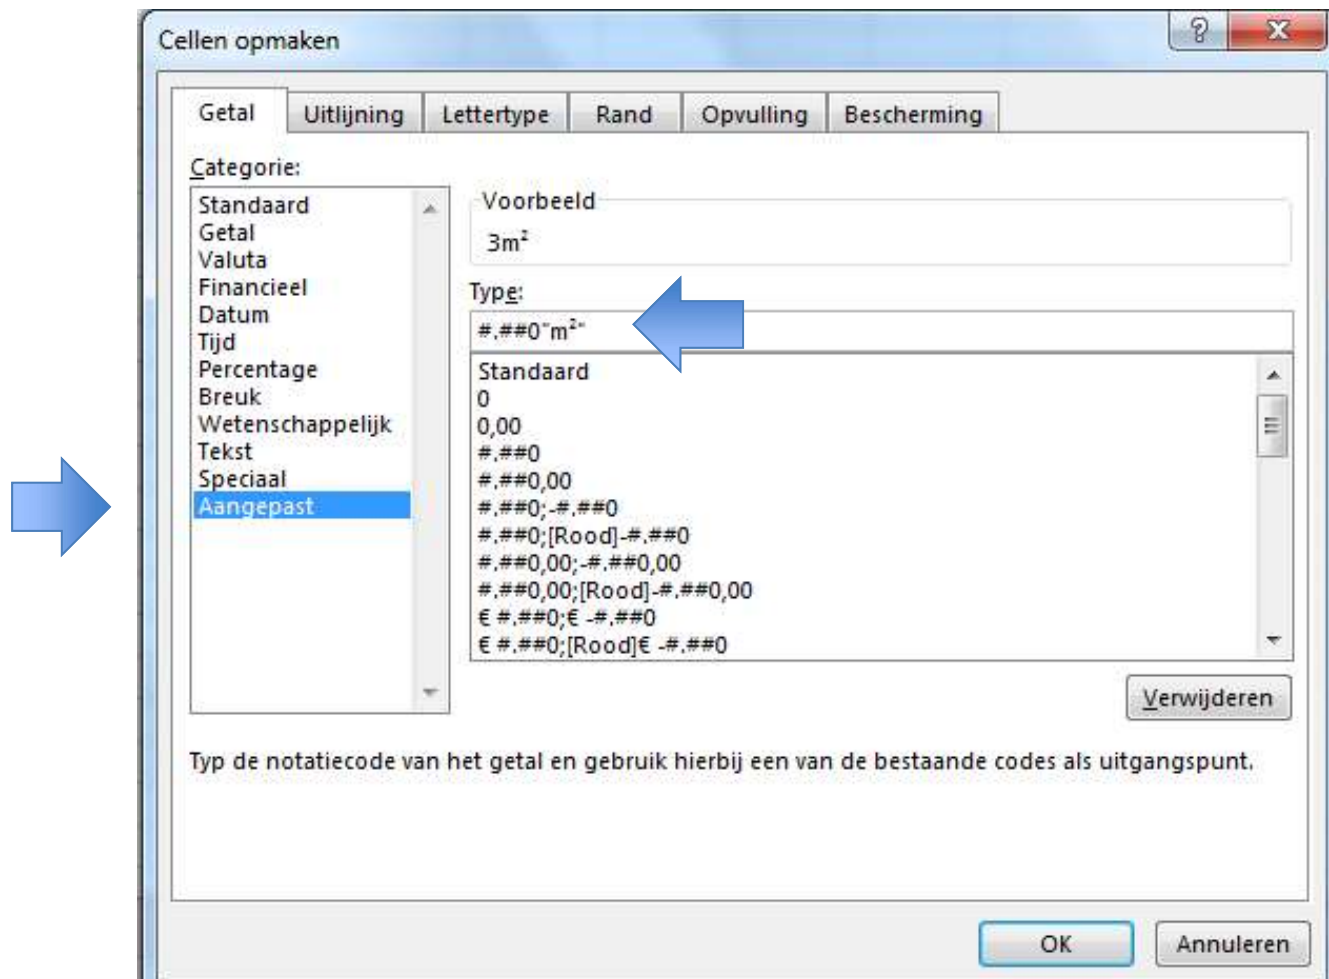 Cellen opmaken
?
X
Getal Uitlijning Lettertype Rand Opvulling Bescherming
Categorie:
Standaard
Getal
Valuta
Financieel
Datum
Tijd
Percentage
Breuk
Wetenschappelijk
Tekst
Speciaal
Aangepast
Voorbeeld
3m²
Type:
#.##0"m²"
Standaard
0
0,00
#.##0
#.##0,00
#.##0;-#.##0
#.##0;[Rood]-#.##0
#.##0,00;-#.##0,00
#.##0,00;[Rood]-#.##0,00
€ #.##0;€ -#.##0
€ #.##0;[Rood]€ -#.##0
Verwijderen
Typ de notatiecode van het getal en gebruik hierbij een van de bestaande codes als uitgangspunt.
OK Annuleren